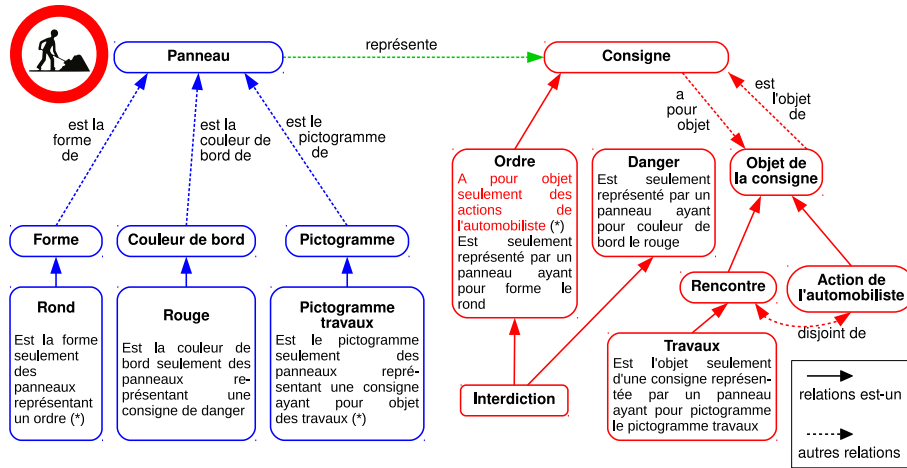 représente
Panneau
Consigne
est la
forme
de
est la
couleur de
bord de
est le
pictogramme
de
a
pour
objet
est
l'objet
de
Ordre
A pour objet
seulement des
actions de
l'automobiliste (*)
Est seulement
représenté par un
panneau ayant
pour forme le
rond
Danger
Est seulement
représenté par un
panneau ayant
pour couleur de
bord le rouge
Objet de
la consigne
Forme
Couleur de bord
Pictogramme
Rencontre
Action de
l'automobiliste
disjoint de
Rond
Est la forme
seulement
des
panneaux
représentant
un ordre (*)
Rouge
Est la couleur de
bord seulement des
panneaux re-
présentant une
consigne de danger
Pictogramme
travaux
Est le pictogramme
seulement des
panneaux repré-
sentant une consigne
ayant pour objet
des travaux (*)
Interdiction
Travaux
Est l'objet seulement
d'une consigne représen-
tée par un panneau
ayant pour pictogramme
le pictogramme travaux
relations est-un
autres relations